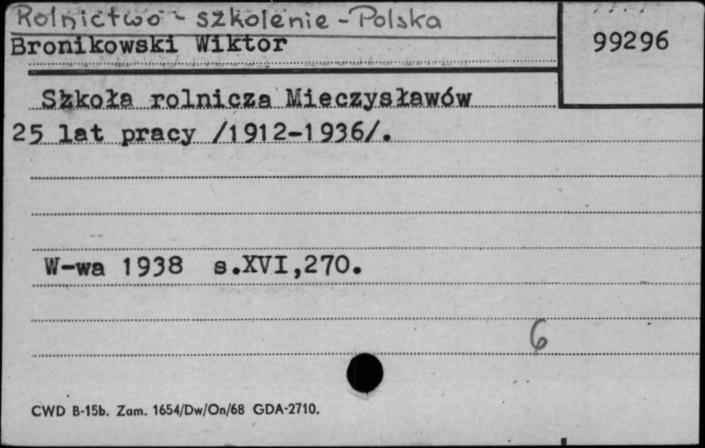 Rolnictwo - szkolenie - Polska
Bronikowski Wiktor
99296
Szkoła rolnicza Mieczysławów
25 lat pracy /1912-1936/.
W-wa 1938 s.XVI,270.
6
CWD B-15b. Zam. 1654/Dw/On/68 GDA-2710.